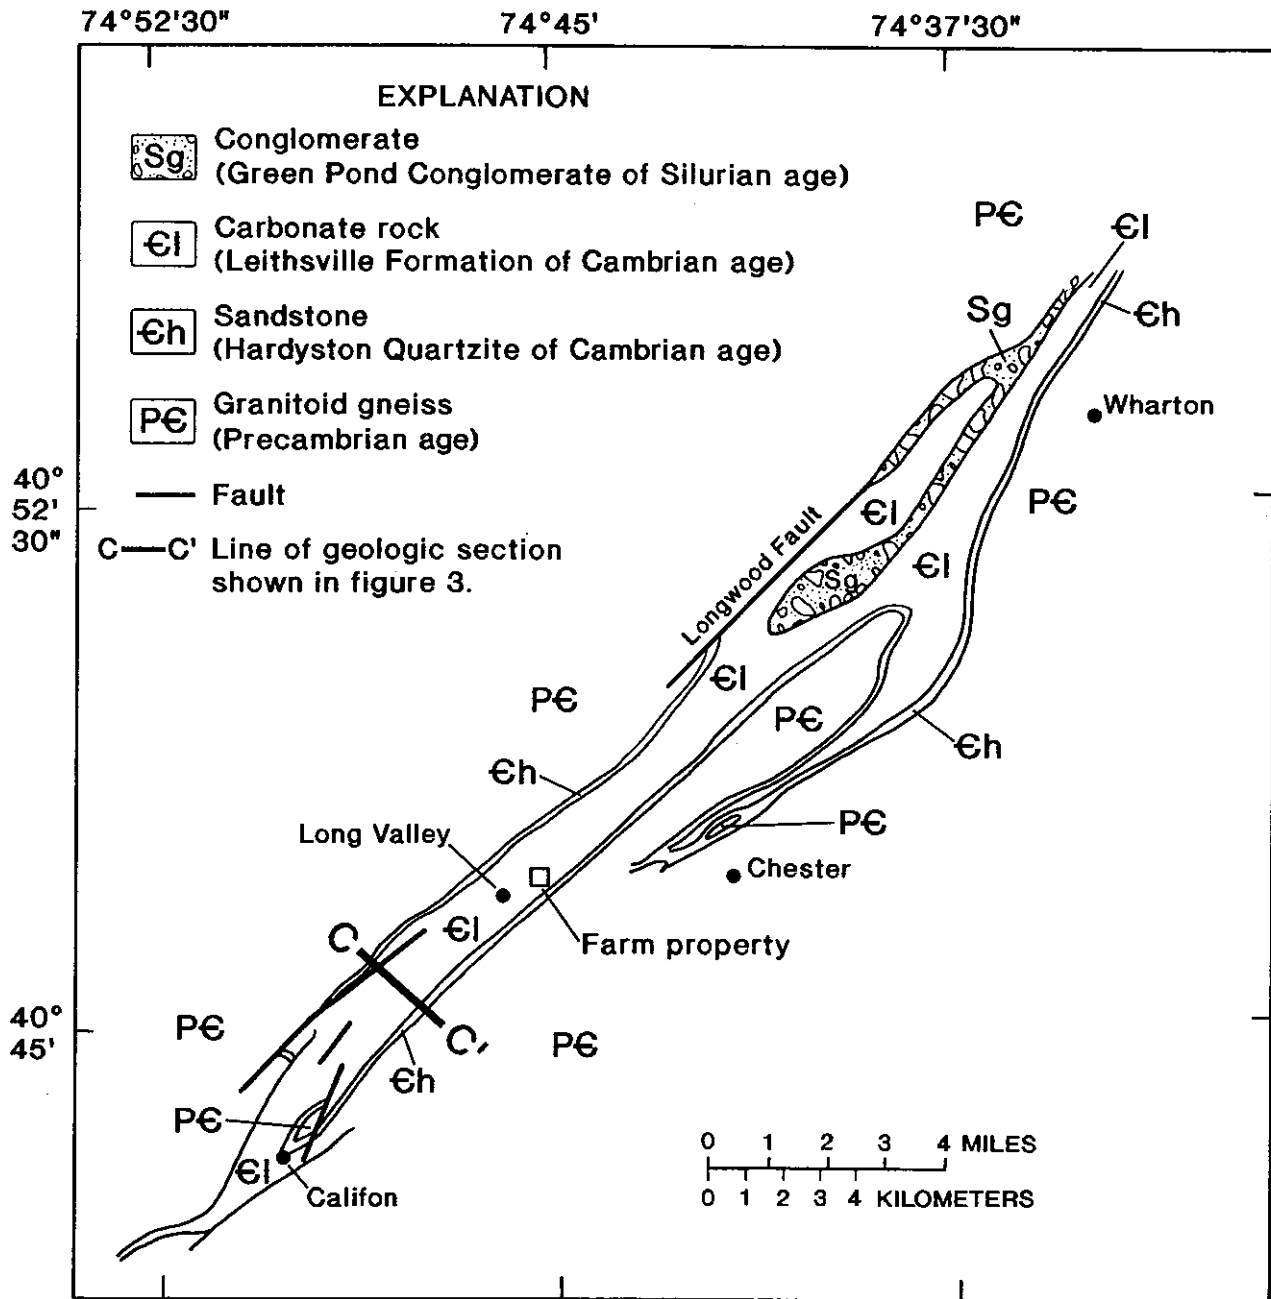 74°52'30" 74°45' 74°37'30"
EXPLANATION
Sg Conglomerate
(Green Pond Conglomerate of Silurian age)
Єl Carbonate rock
(Leithsville Formation of Cambrian age)
Єh Sandstone
(Hardyston Quartzite of Cambrian age)
PЄ Granitoid gneiss
(Precambrian age)
Fault
C—C' Line of geologic section
shown in figure 3.
40°
52'
30"
40°
45'
PЄ
Єl
Sg
Єh
Wharton
PЄ
Єl
Єl
Sg
Longwood Fault
Єl
PЄ
PЄ
Єh
Єh
PЄ
Long Valley
Chester
Єl
Farm property
C
C'
PЄ
PЄ
Єh
PЄ
Єl
Califon
0 1 2 3 4 MILES
0 1 2 3 4 KILOMETERS